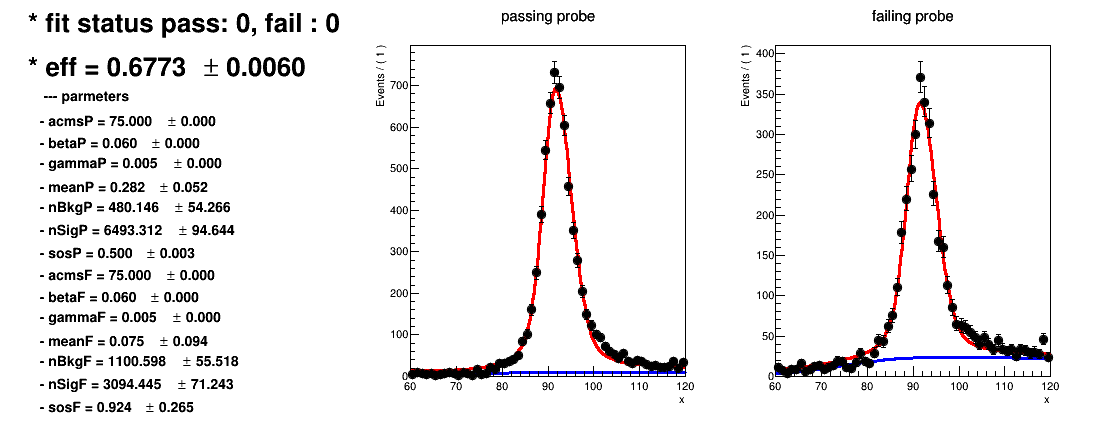 * fit status pass: 0, fail : 0
* eff = 0.6773 ± 0.0060
--- parmeters
- acmsP = 75.000 ± 0.000
- betaP = 0.060 ± 0.000
- gammaP = 0.005 ± 0.000
- meanP = 0.282 ± 0.052
- nBkgP = 480.146 ± 54.266
- nSigP = 6493.312 ± 94.644
- sosP = 0.500 ± 0.003
- acmsF = 75.000 ± 0.000
- betaF = 0.060 ± 0.000
- gammaF = 0.005 ± 0.000
- meanF = 0.075 ± 0.094
- nBkgF = 1100.598 ± 55.518
- nSigF = 3094.445 ± 71.243
- sosF = 0.924 ± 0.265
passing probe
Events / ( 1 )
700
600
500
400
300
200
100
0
60 70 80 90 100 110 120
x
failing probe
Events / ( 1 )
400
350
300
250
200
150
100
50
0
60 70 80 90 100 110 120
x